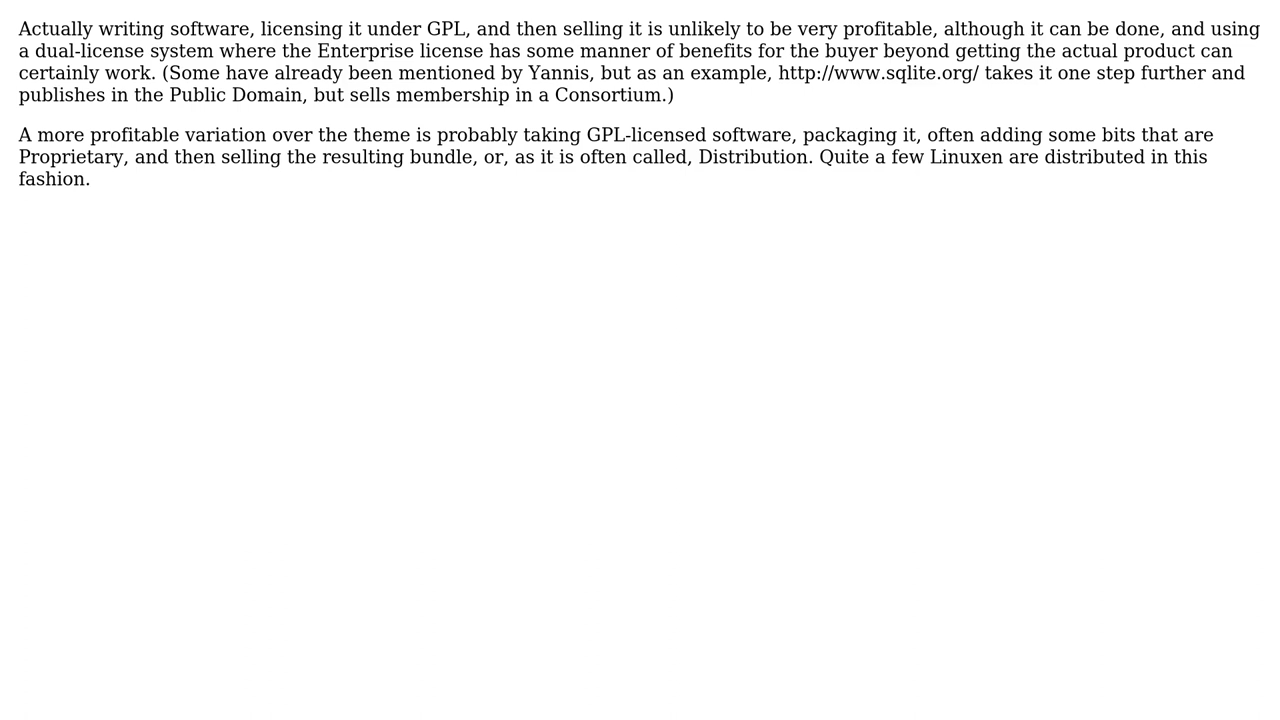 Actually writing software, licensing it under GPL, and then selling it is unlikely to be very profitable, although it can be done, and using
a dual-license system where the Enterprise license has some manner of benefits for the buyer beyond getting the actual product can
certainly work. (Some have already been mentioned by Yannis, but as an example, http://www.sqlite.org/ takes it one step further and
publishes in the Public Domain, but sells membership in a Consortium.)
A more profitable variation over the theme is probably taking GPL-licensed software, packaging it, often adding some bits that are
Proprietary, and then selling the resulting bundle, or, as it is often called, Distribution. Quite a few Linuxen are distributed in this
fashion.